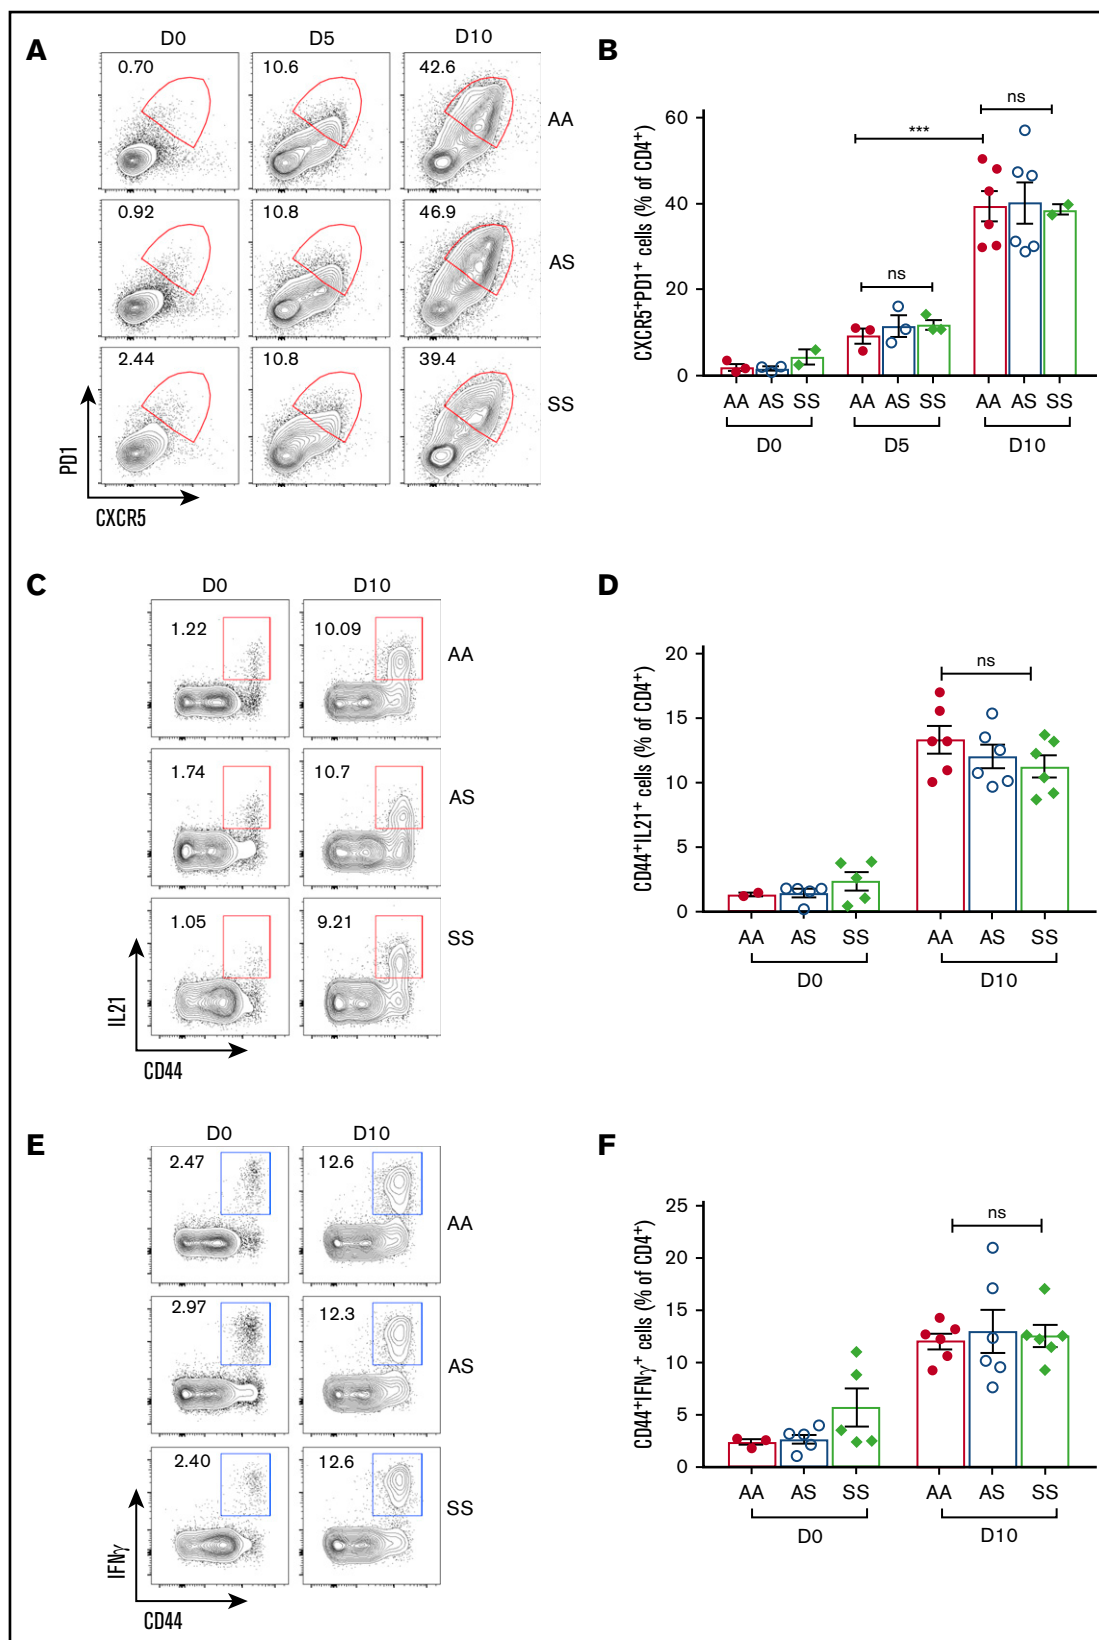 A
D0 D5 D10
0.70 10.6 42.6 AA
0.92 10.8 46.9 AS
2.44 10.8 39.4 SS
PD1
CXCR5
B
CXCR5+PD1+ cells (% of CD4+)
60
40
20
0
ns
***
ns
AA AS SS AA AS SS AA AS SS
D0 D5 D10
C
D0 D10
1.22 10.09 AA
1.74 10.7 AS
1.05 9.21 SS
IL21
CD44
D
CD44+IL21+ cells (% of CD4+)
20
15
10
5
0
ns
AA AS SS AA AS SS
D0 D10
E
D0 D10
2.47 12.6 AA
2.97 12.3 AS
2.40 12.6 SS
IFNγ
CD44
F
CD44+IFNγ+ cells (% of CD4+)
25
20
15
10
5
0
ns
AA AS SS AA AS SS
D0 D10